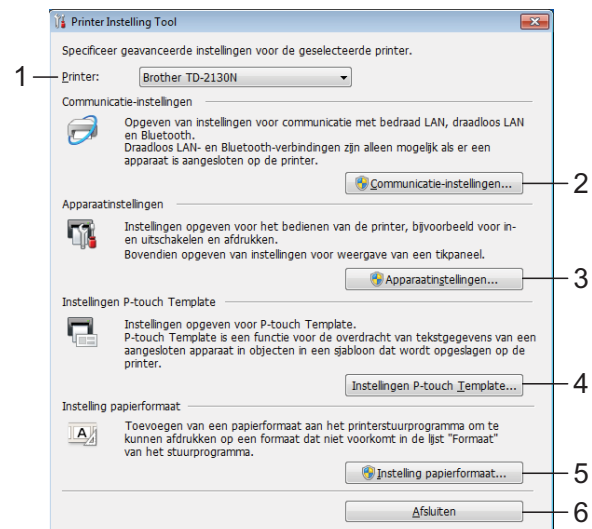 Printer Instelling Tool
Specificeer geavanceerde instellingen voor de geselecteerde printer.
1
Printer: Brother TD-2130N
Communicatie-instellingen
Opgeven van instellingen voor communicatie met bedraad LAN, draadloos LAN
en Bluetooth.
Draadloos LAN- en Bluetooth-verbindingen zijn alleen mogelijk als er een
apparaat is aangesloten op de printer.
Communicatie-instellingen... 2
Apparaatinstellingen
Instellingen opgeven voor het bedienen van de printer, bijvoorbeeld voor in-
en uitschakelen en afdrukken.
Bovendien opgeven van instellingen voor weergave van een tikpaneel.
Apparaatingtellingen... 3
Instellingen P-touch Template
Instellingen opgeven voor P-touch Template.
P-touch Template is een functie voor de overdracht van tekstgegevens van een
aangesloten apparaat in objecten in een sjabloon dat wordt opgeslagen op de
printer.
Instellingen P-touch Template... 4
Instelling papierformaat
Toevoegen van een papierformaat aan het printerstuurprogramma om te
kunnen afdrukken op een formaat dat niet voorkomt in de lijst "Formaat"
van het stuurprogramma.
Instelling papierformaat... 5
Afsluiten 6